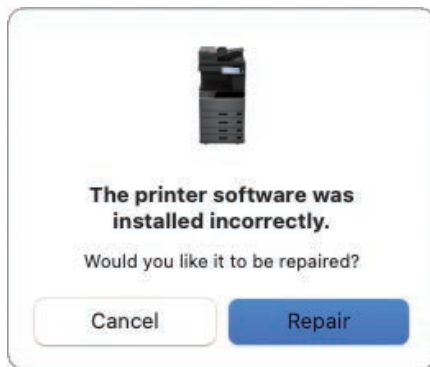 The printer software was
installed incorrectly.
Would you like it to be repaired?
Cancel
Repair